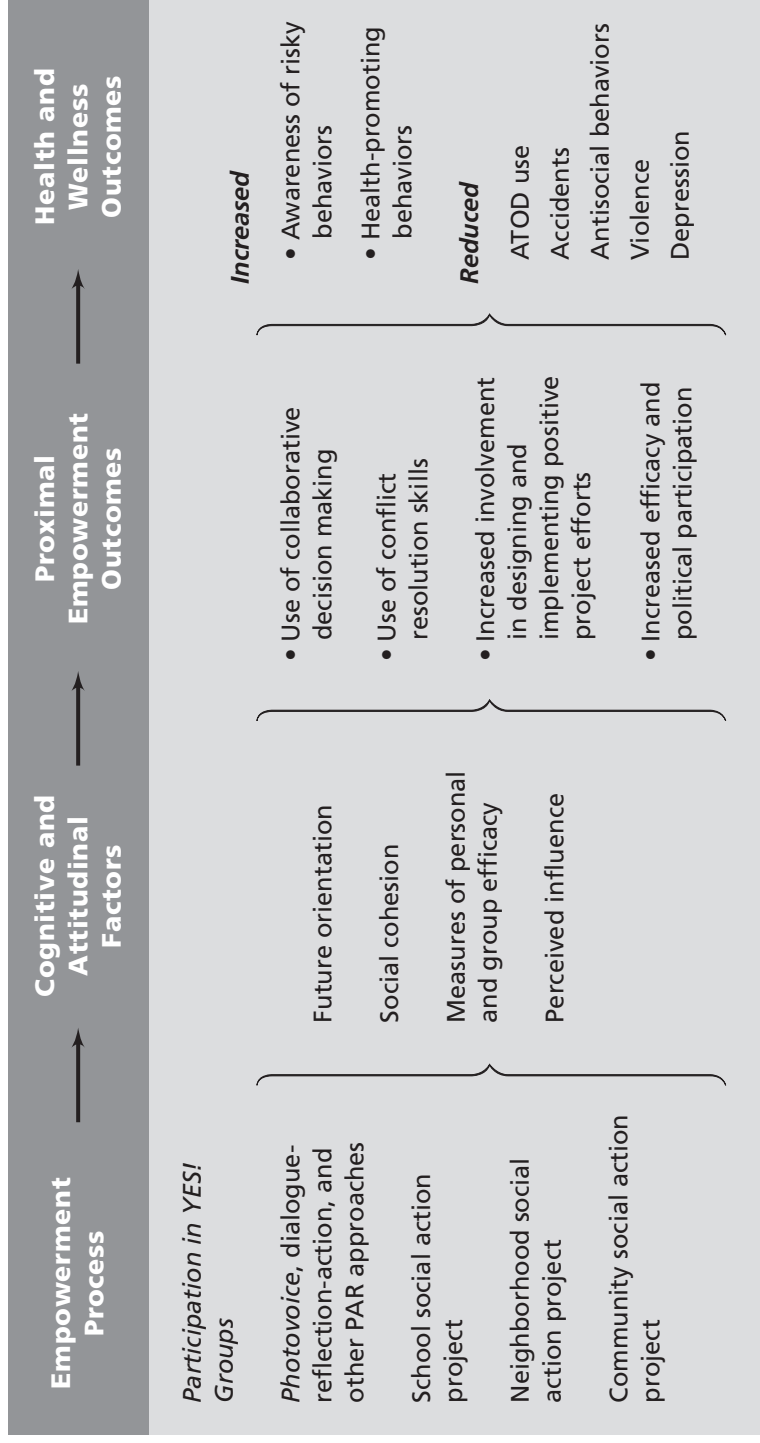 Empowerment
Process
Cognitive and
Attitudinal
Factors
Proximal
Empowerment
Outcomes
Health and
Wellness
Outcomes
Participation in YES!
Groups
Photovoice, dialogue-
reflection-action, and
other PAR approaches
School social action
project
Neighborhood social
action project
Community social action
project
Future orientation
Social cohesion
Measures of personal
and group efficacy
Perceived influence
• Use of collaborative
decision making
• Use of conflict
resolution skills
• Increased involvement
in designing and
implementing positive
project efforts
• Increased efficacy and
political participation
Increased
• Awareness of risky
behaviors
• Health-promoting
behaviors
Reduced
ATOD use
Accidents
Antisocial behaviors
Violence
Depression